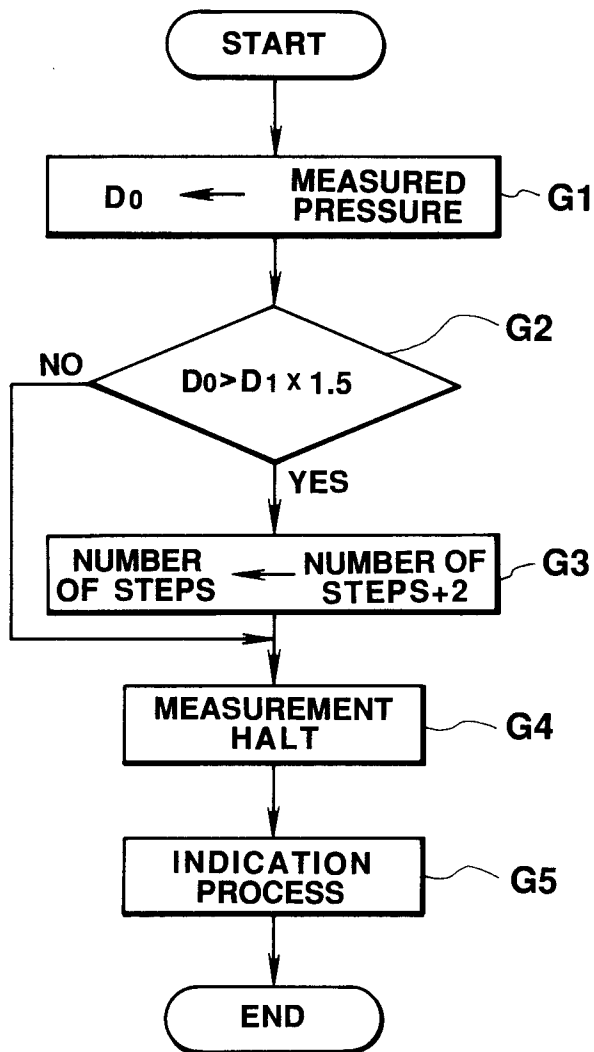 START
D0 ← MEASURED
PRESSURE
G1
G2
NO
D0>D1 x 1.5
YES
NUMBER
OF STEPS ← NUMBER OF
STEPS+2
G3
MEASUREMENT
HALT
G4
INDICATION
PROCESS
G5
END